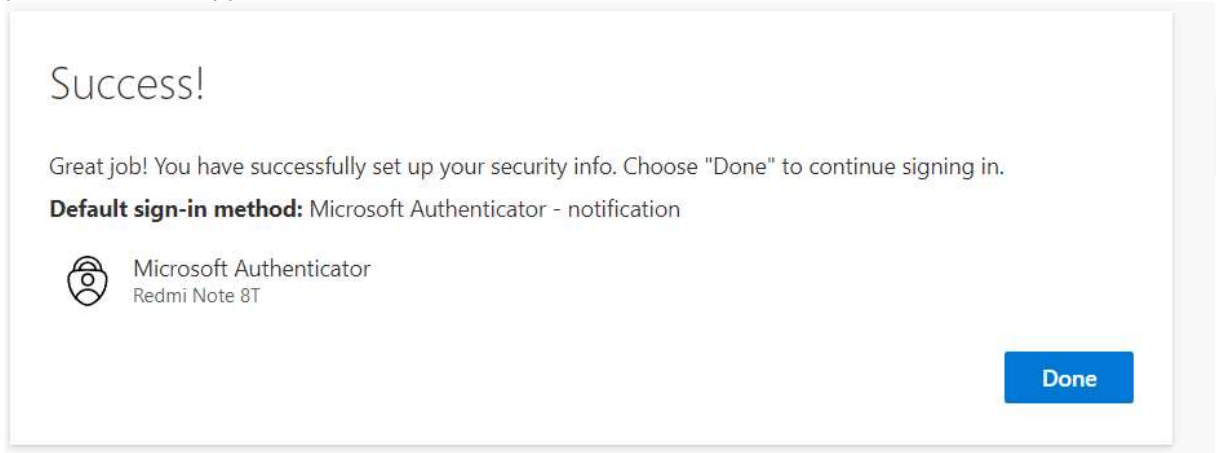 Success!
Great job! You have successfully set up your security info. Choose "Done" to continue signing in.
Default sign-in method: Microsoft Authenticator - notification
Microsoft Authenticator
Redmi Note 8T
Done